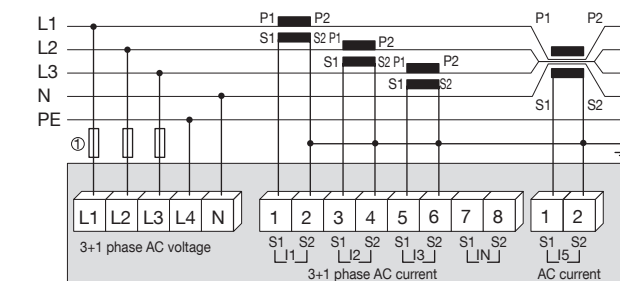 L1 P1 P2 P1 P2
S1 S2 P1 P2
L2
S1 S2 P1 P2
L3
S1 S2
N
S1 S2
PE
①
L1 L2 L3 L4 N 1 2 3 4 5 6 7 8 1 2
S1 S2 S1 S2 S1 S2 S1 S2 S1 S2
3+1 phase AC voltage I1 I2 I3 IN I5
3+1 phase AC current AC current